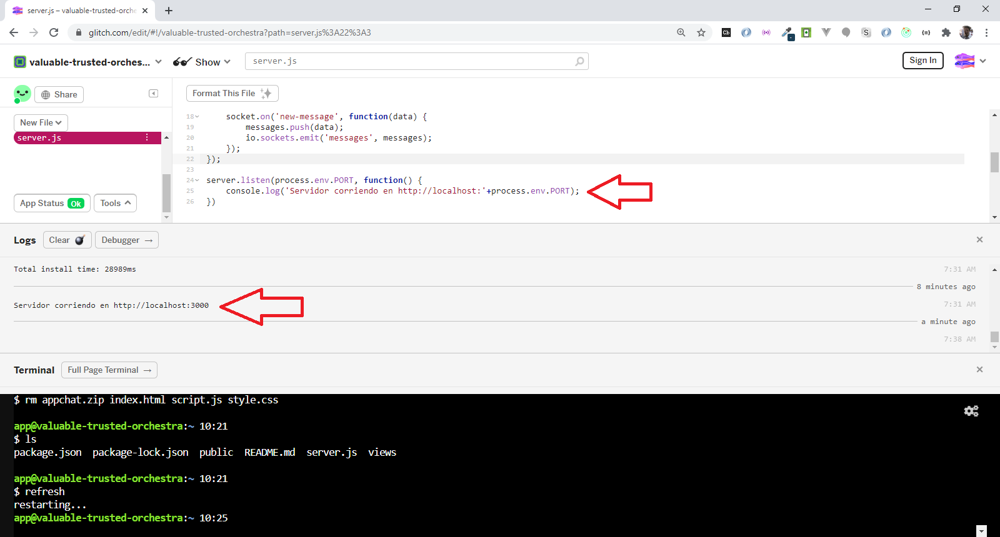 server.js – valuable-trusted-orche
glitch.com/edit/#!/valuable-trusted-orchestra?path=server.js%3A22%3A3
valuable-trusted-orches...
Show
server.js
Sign In
Share
Format This File
New File
server.js
18 socket.on('new-message', function(data) {
19 messages.push(data);
20 io.sockets.emit('messages', messages);
21 });
22 });
23
24 server.listen(process.env.PORT, function() {
25 console.log('Servidor corriendo en http://localhost:'+process.env.PORT);
26 })
App Status Ok
Tools
Logs
Clear
Debugger →
Total install time: 28989ms
7:31 AM
8 minutes ago
Servidor corriendo en http://localhost:3000
7:31 AM
a minute ago
7:38 AM
Terminal
Full Page Terminal →
$ rm appchat.zip index.html script.js style.css
app@valuable-trusted-orchestra:~ 10:21
$ ls
package.json package-lock.json public README.md server.js views
app@valuable-trusted-orchestra:~ 10:21
$ refresh
restarting...
app@valuable-trusted-orchestra:~ 10:25